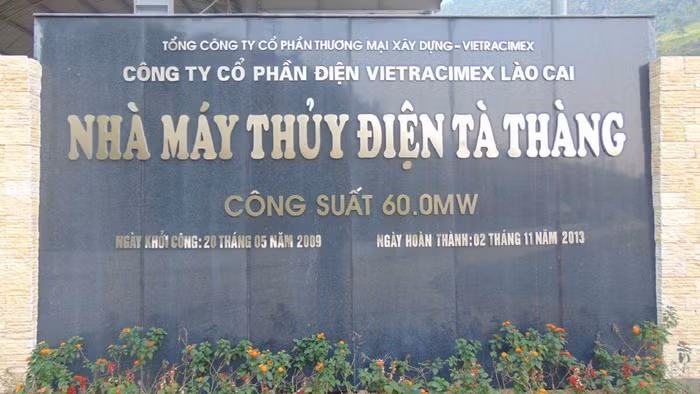 TỔNG CÔNG TY CỔ PHẦN THƯƠNG MẠI XÂY DỰNG - VIETRACIMEX
CÔNG TY CỔ PHẦN ĐIỆN VIETRACIMEX LÀO CAI
NHÀ MÁY THỦY ĐIỆN TÀ THÀNG
CÔNG SUẤT 60.0MW
NGÀY KHỞI CÔNG: 20 THÁNG 05 NĂM 2009 NGÀY HOÀN THÀNH: 02 THÁNG 11 NĂM 2013